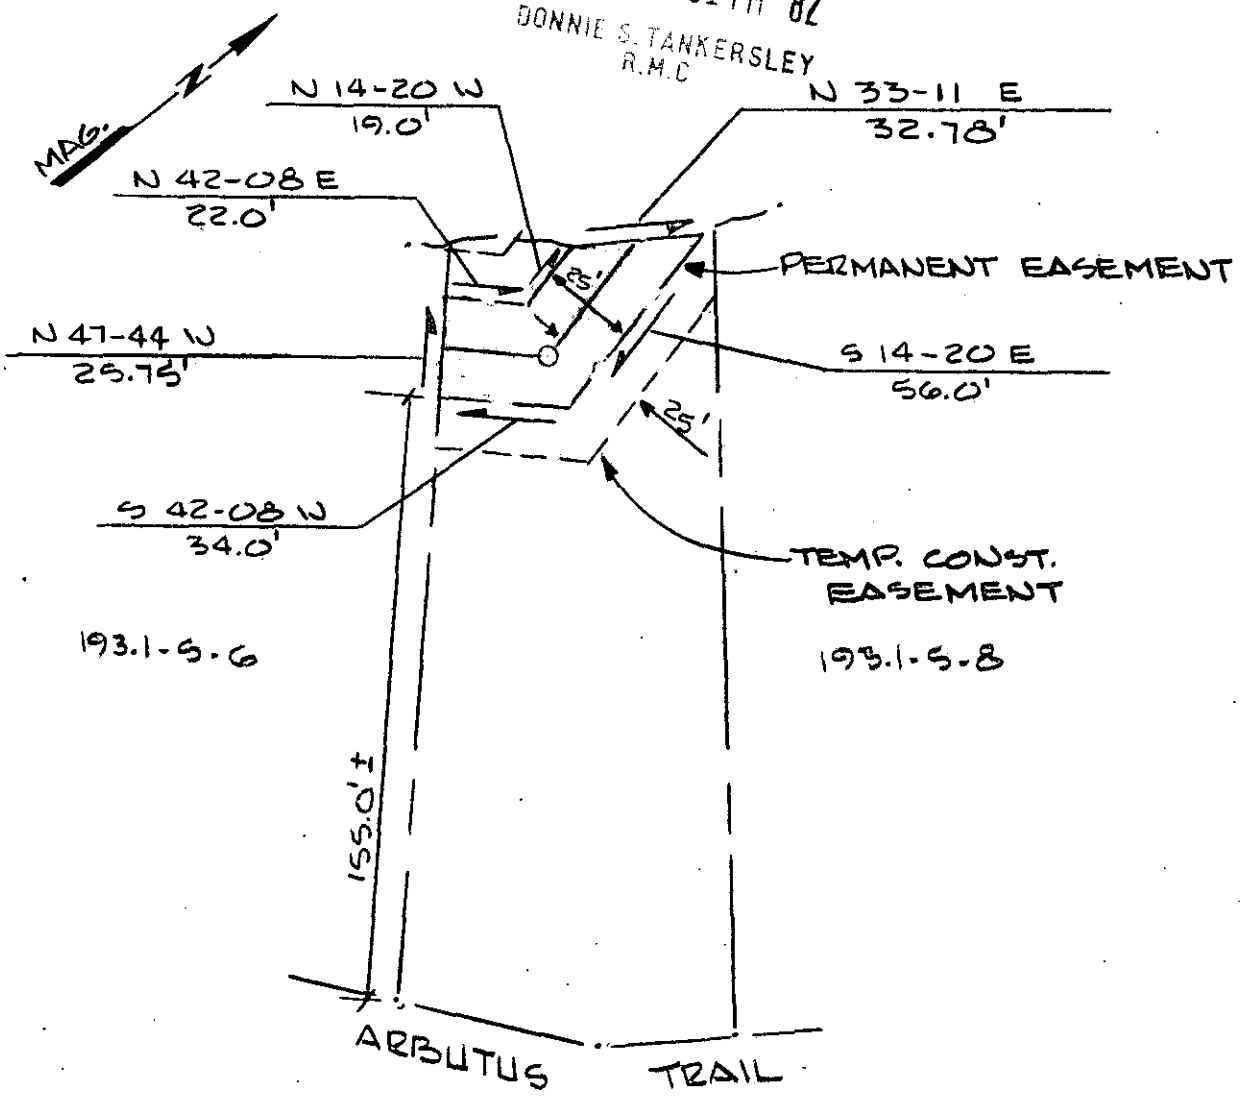 82
DONNIE S. TANKERSLEY
R.M.C
MAG.
N
N 14-20 W
19.0'
N 33-11 E
32.78'
N 42-08 E
22.0'
25'
PERMANENT EASEMENT
N 47-44 W
25.75'
S 14-20 E
56.0'
25'
S 42-08 W
34.0'
TEMP. CONST.
EASEMENT
193.1-5-6
193.1-5-8
155.0' ±
ARBUTUS TRAIL